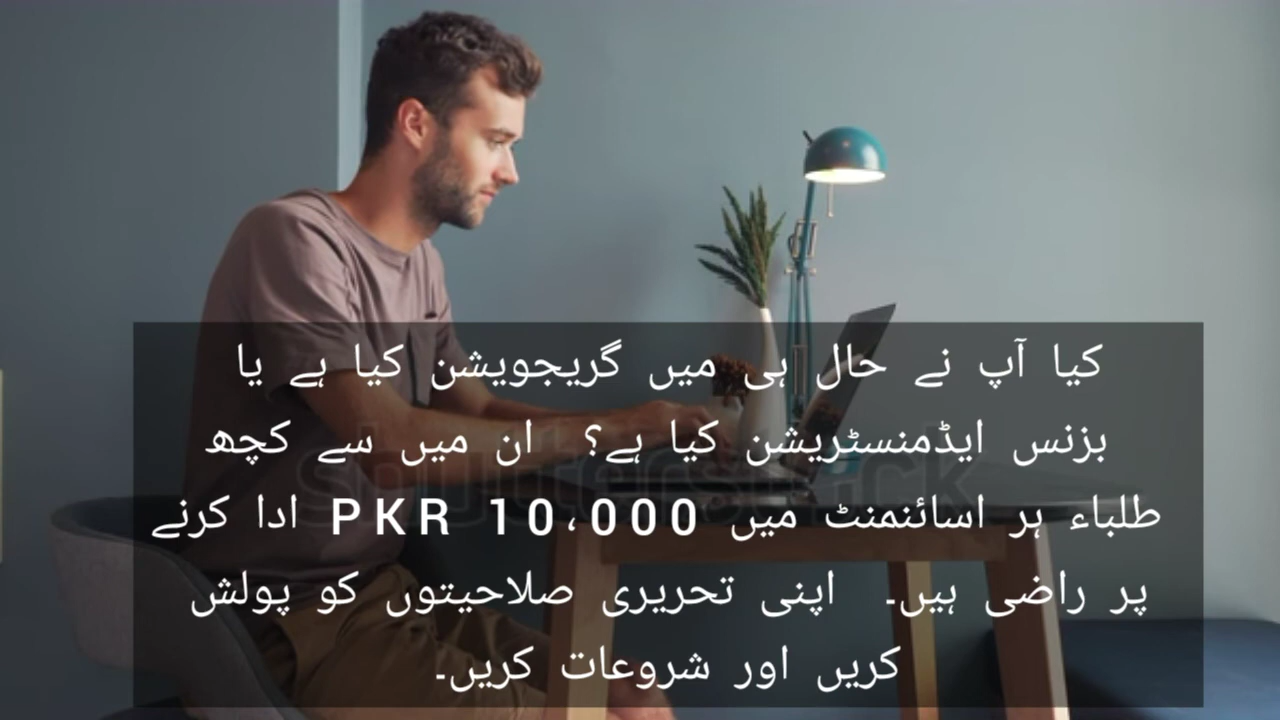 کیا آپ نے حال ہی میں گریجویشن کیا ہے یا
بزنس ایڈمنسٹریشن کیا ہے؟ ان میں سے کچھ
طلباء ہر اسائنمنٹ میں PKR 10،000 ادا کرنے
پر راضی ہیں۔ اپنی تحریری صلاحیتوں کو پولش
کریں اور شروعات کریں۔
shutterstock